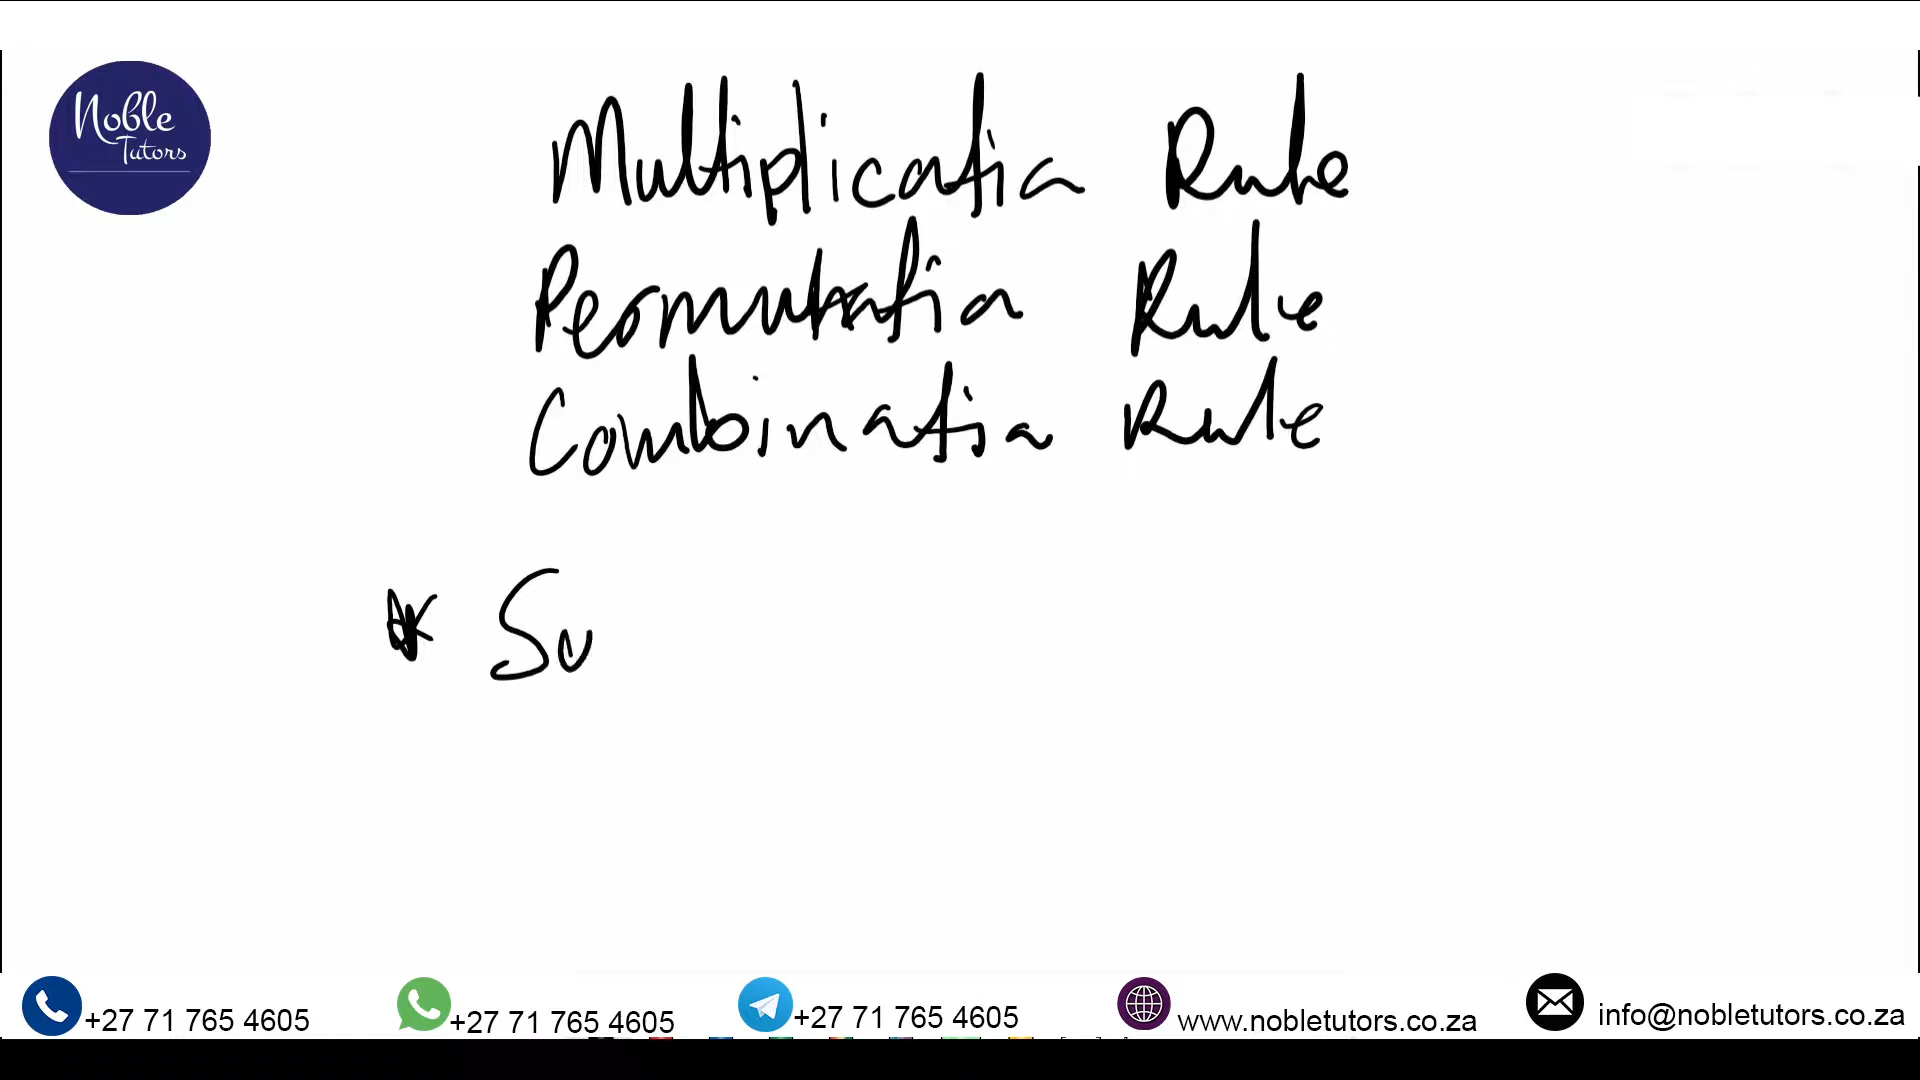 Noble
Tutors
Multiplicatia Rule
Permutatia Rule
Combinatia Rule
* Su
+27 71 765 4605
+27 71 765 4605
+27 71 765 4605
www.nobletutors.co.za
info@nobletutors.co.za